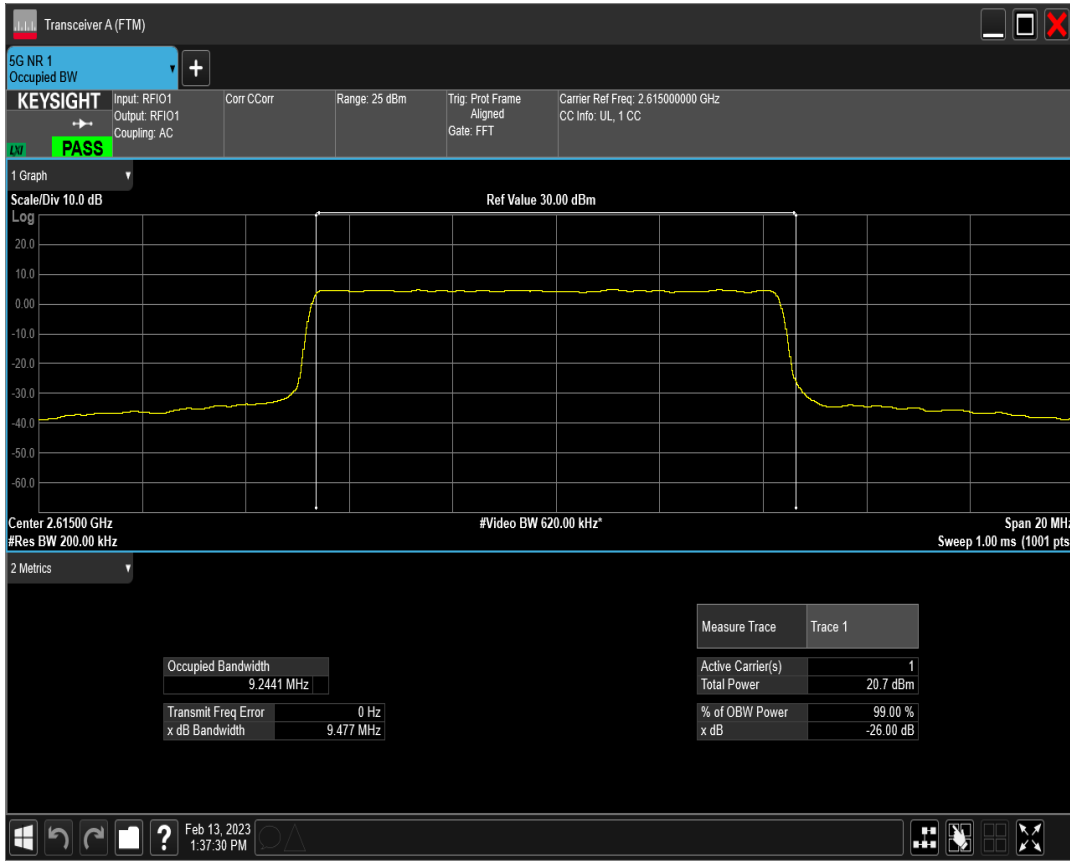 Transceiver A (FTM)
5G NR 1
Occupied BW
+
KEYSIGHT
Input: RFIO1
Output: RFIO1
Coupling: AC
LXI
PASS
Corr CCorr
Range: 25 dBm
Trig: Prot Frame
Aligned
Gate: FFT
Carrier Ref Freq: 2.615000000 GHz
CC Info: UL, 1 CC
1 Graph
Scale/Div 10.0 dB
Ref Value 30.00 dBm
Log
20.0
10.0
0.00
-10.0
-20.0
-30.0
-40.0
-50.0
-60.0
Center 2.61500 GHz
#Video BW 620.00 kHz*
Span 20 MHz
#Res BW 200.00 kHz
Sweep 1.00 ms (1001 pts
2 Metrics
Measure Trace Trace 1
Occupied Bandwidth
9.2441 MHz
Active Carrier(s) 1
Total Power 20.7 dBm
Transmit Freq Error 0 Hz
x dB Bandwidth 9.477 MHz
% of OBW Power 99.00 %
x dB -26.00 dB
?
Feb 13, 2023
1:37:30 PM